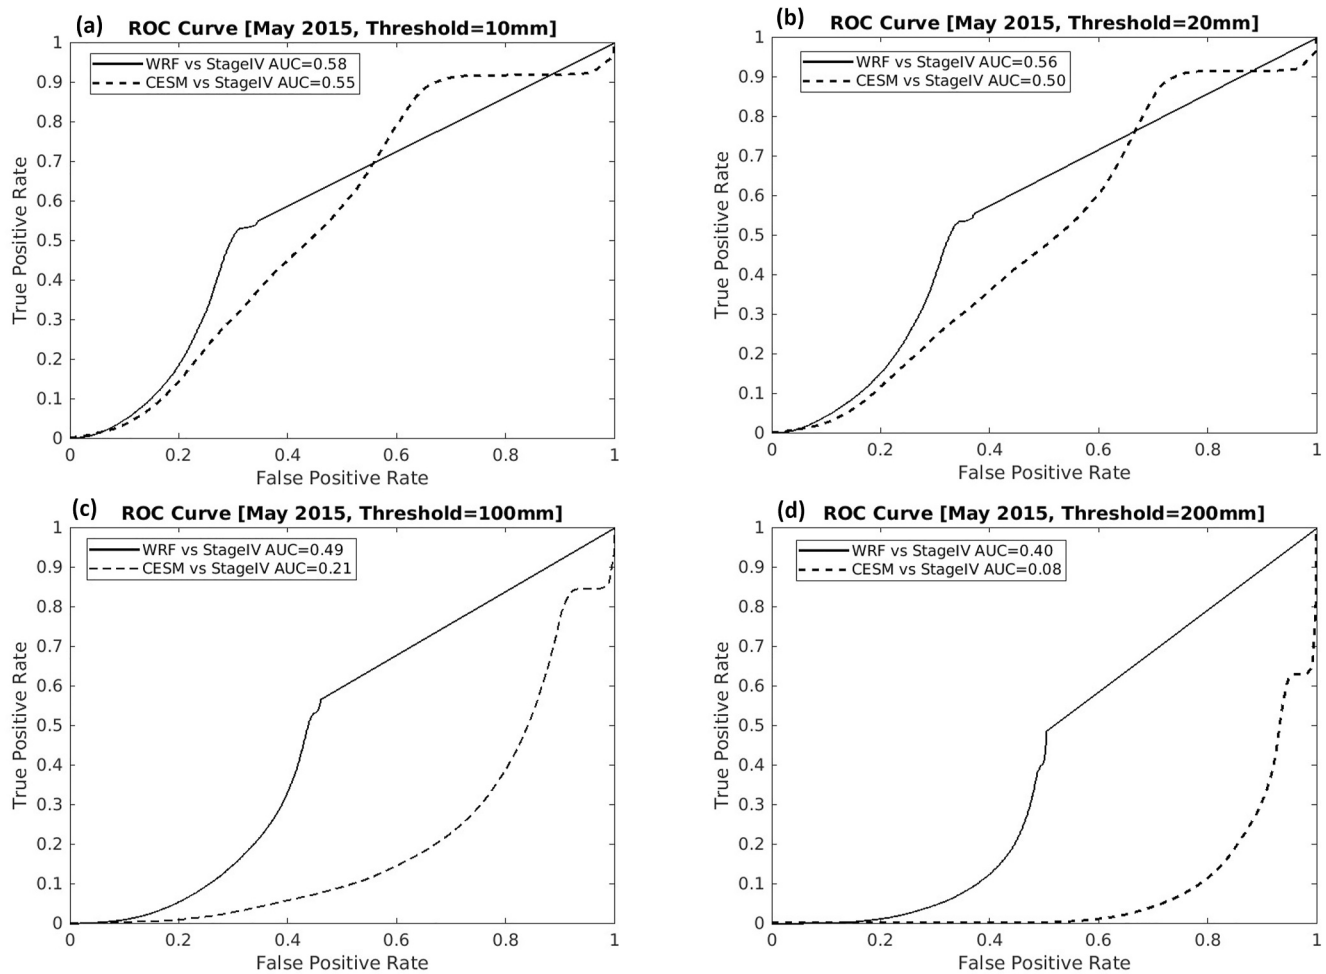 (a) ROC Curve [May 2015, Threshold=10mm]
WRF vs StageIV AUC=0.58
CESM vs StageIV AUC=0.55
True Positive Rate
1
0.9
0.8
0.7
0.6
0.5
0.4
0.3
0.2
0.1
0
0 0.2 0.4 0.6 0.8 1
False Positive Rate
(b) ROC Curve [May 2015, Threshold=20mm]
WRF vs StageIV AUC=0.56
CESM vs StageIV AUC=0.50
True Positive Rate
1
0.9
0.8
0.7
0.6
0.5
0.4
0.3
0.2
0.1
0
0 0.2 0.4 0.6 0.8 1
False Positive Rate
(c) ROC Curve [May 2015, Threshold=100mm]
WRF vs StageIV AUC=0.49
CESM vs StageIV AUC=0.21
True Positive Rate
1
0.9
0.8
0.7
0.6
0.5
0.4
0.3
0.2
0.1
0
0 0.2 0.4 0.6 0.8 1
False Positive Rate
(d) ROC Curve [May 2015, Threshold=200mm]
WRF vs StageIV AUC=0.40
CESM vs StageIV AUC=0.08
True Positive Rate
1
0.9
0.8
0.7
0.6
0.5
0.4
0.3
0.2
0.1
0
0 0.2 0.4 0.6 0.8 1
False Positive Rate